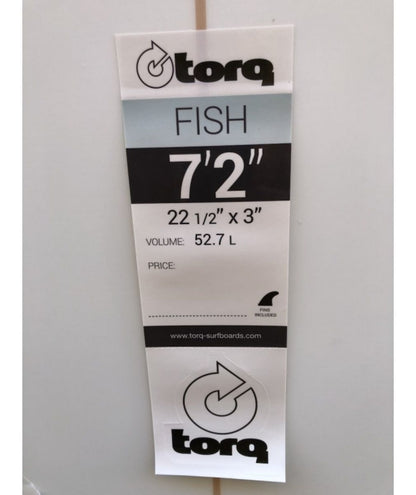 torq
FISH
7'2"
22 1/2" x 3"
VOLUME: 52.7 L
PRICE:
FINS
INCLUDED
www.torq-surfboards.com
torq